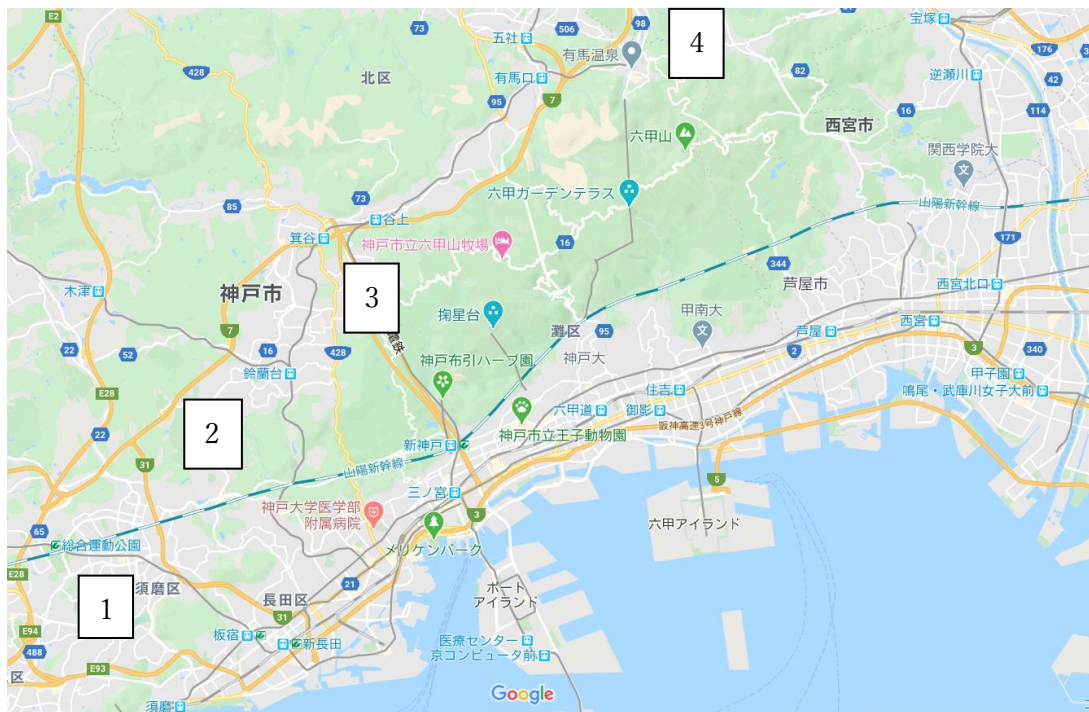 E2
73
506
98
五社
4
宝塚
428
北区
有馬温泉
176
有馬口
82
逆瀬川
42
95
7
114
六甲山
西宮市
関西学院大
73
六甲ガーデンテラス
85
谷上
山陽新幹線
箕谷
神戸市立六甲山牧場
16
171
344
芦屋市
木津
神戸市
3
西宮北口
掬星台
甲南大
7
灘区
95
芦屋
西宮
22
52
16
428
神戸布引ハーブ園
神戸大
2
3
340
鈴蘭台
甲子園
E28
住吉
鳴尾・武庫川女子大前
2
六甲道
御影
22
新神戸
神戸市立王子動物園
阪神高速3号神戸線
31
山陽新幹線
5
三ノ宮
神戸大学医学部
附属病院
3
六甲アイランド
65
総合運動公園
メリケンパーク
E28
1
須磨区
21
ポート
アイランド
長田区
31
E94
板宿
新長田
医療センター
京コンピュータ前
488
E93
区
須磨
Google